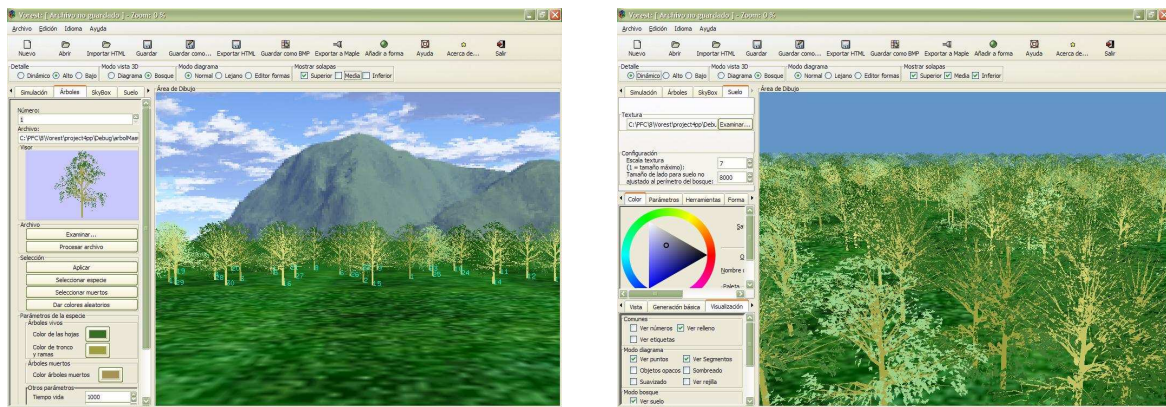 Vorest: [ Archivo no guardado ] - Zoom: 0 %
Archivo Edición Idioma Ayuda
Nuevo Abrir Importar HTML Guardar Guardar como... Exportar HTML Guardar como BMP Exportar a Maple Añadir a forma Ayuda Acerca de... Salir
Detalle Modo vista 3D Modo diagrama Mostrar solapas
Dinámico Alto Bajo Diagrama Bosque Normal Lejano Editor formas Superior Media Inferior
Simulación Árboles SkyBox Suelo Área de Dibujo
Número:
1
Archivo:
Visor
Archivo
Examinar...
Procesar archivo
Selección
Aplicar
Seleccionar especie
Seleccionar muertos
Dar colores aleatorios
Parámetros de la especie
Árboles vivos
Color de las hojas
Color de tronco
y ramas
Árboles muertos
Color árboles muertos
Otros parámetros
Tiempo vida 1000
Vorest: [ Archivo no guardado ] - Zoom: 0 %
Archivo Edición Idioma Ayuda
Nuevo Abrir Importar HTML Guardar Guardar como... Exportar HTML Guardar como BMP Exportar a Maple Añadir a forma Ayuda Acerca de... Salir
Detalle Modo vista 3D Modo diagrama Mostrar solapas
Dinámico Alto Bajo Diagrama Bosque Normal Lejano Editor formas Superior Media Inferior
Simulación Árboles SkyBox Suelo Área de Dibujo
Textura
C:\PFC\8\Vorest\project4pp\Debu Examinar...
Configuración
Escala textura
(1 = tamaño máximo): 7
Tamaño de lado para suelo no
ajustado al perímetro del bosque: 8000
Color Parámetros Herramientas Forma
Nombre
Paleta
Vista Generación básica Visualización
Comunes
Ver números Ver relleno
Ver etiquetas
Modo diagrama
Ver puntos Ver Segmentos
Objetos opacos Sombreado
Suavizado Ver rejilla
Modo bosque
Ver suelo